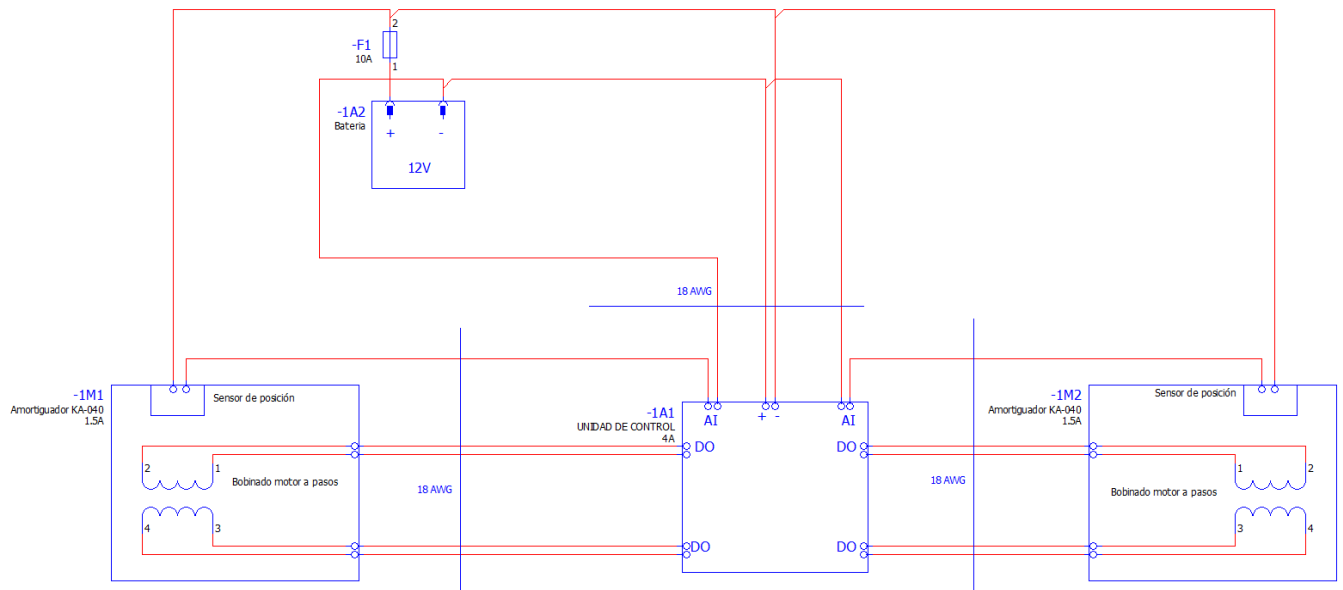 2
-F1
10A
1
-1A2
Bateria
+ -
12V
18 AWG
-1M1
Amortiguador KA-040
1.5A
Sensor de posición
2 1
Bobinado motor a pasos
4 3
18 AWG
-1A1
UNIDAD DE CONTROL
4A
AI + - AI
DO DO
DO DO
18 AWG
-1M2
Amortiguador KA-040
1.5A
Sensor de posición
1 2
Bobinado motor a pasos
3 4